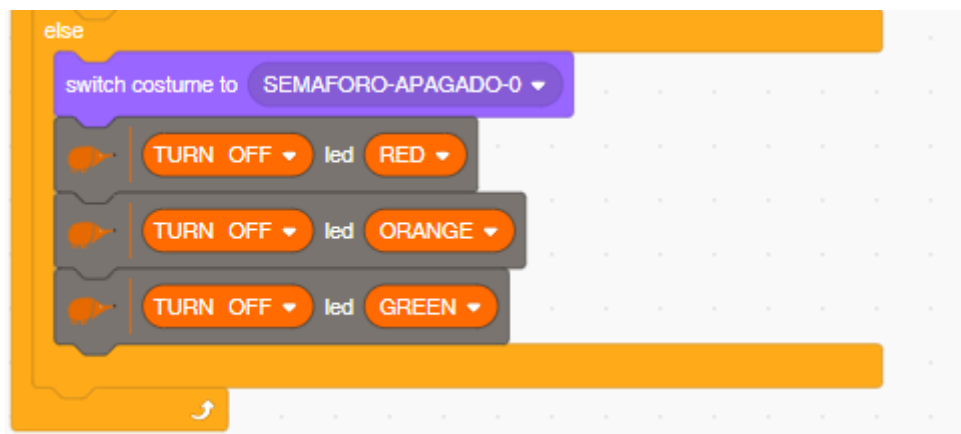 else
switch costume to SEMAFORO-APAGADO-0
TURN OFF led RED
TURN OFF led ORANGE
TURN OFF led GREEN